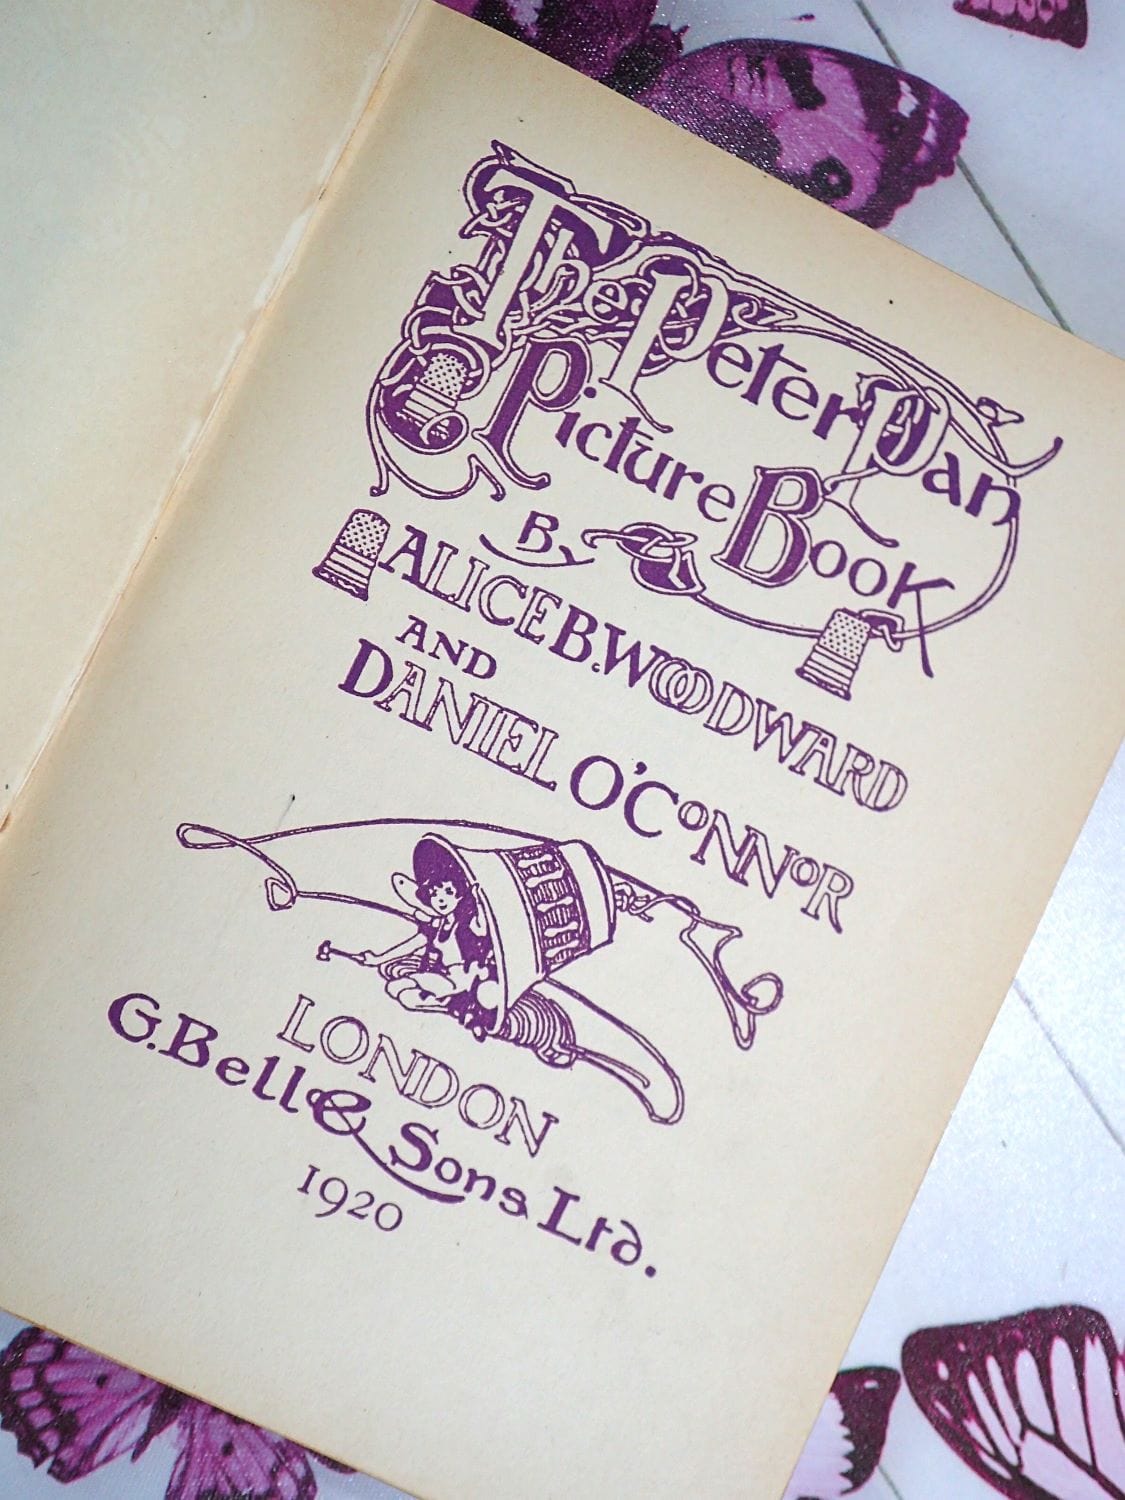 The Peter Pan
Picture Book
By
ALICE B. WOODWARD
AND
DANIEL O'CONNOR
LONDON
G. Bell & Sons Ltd.
1920